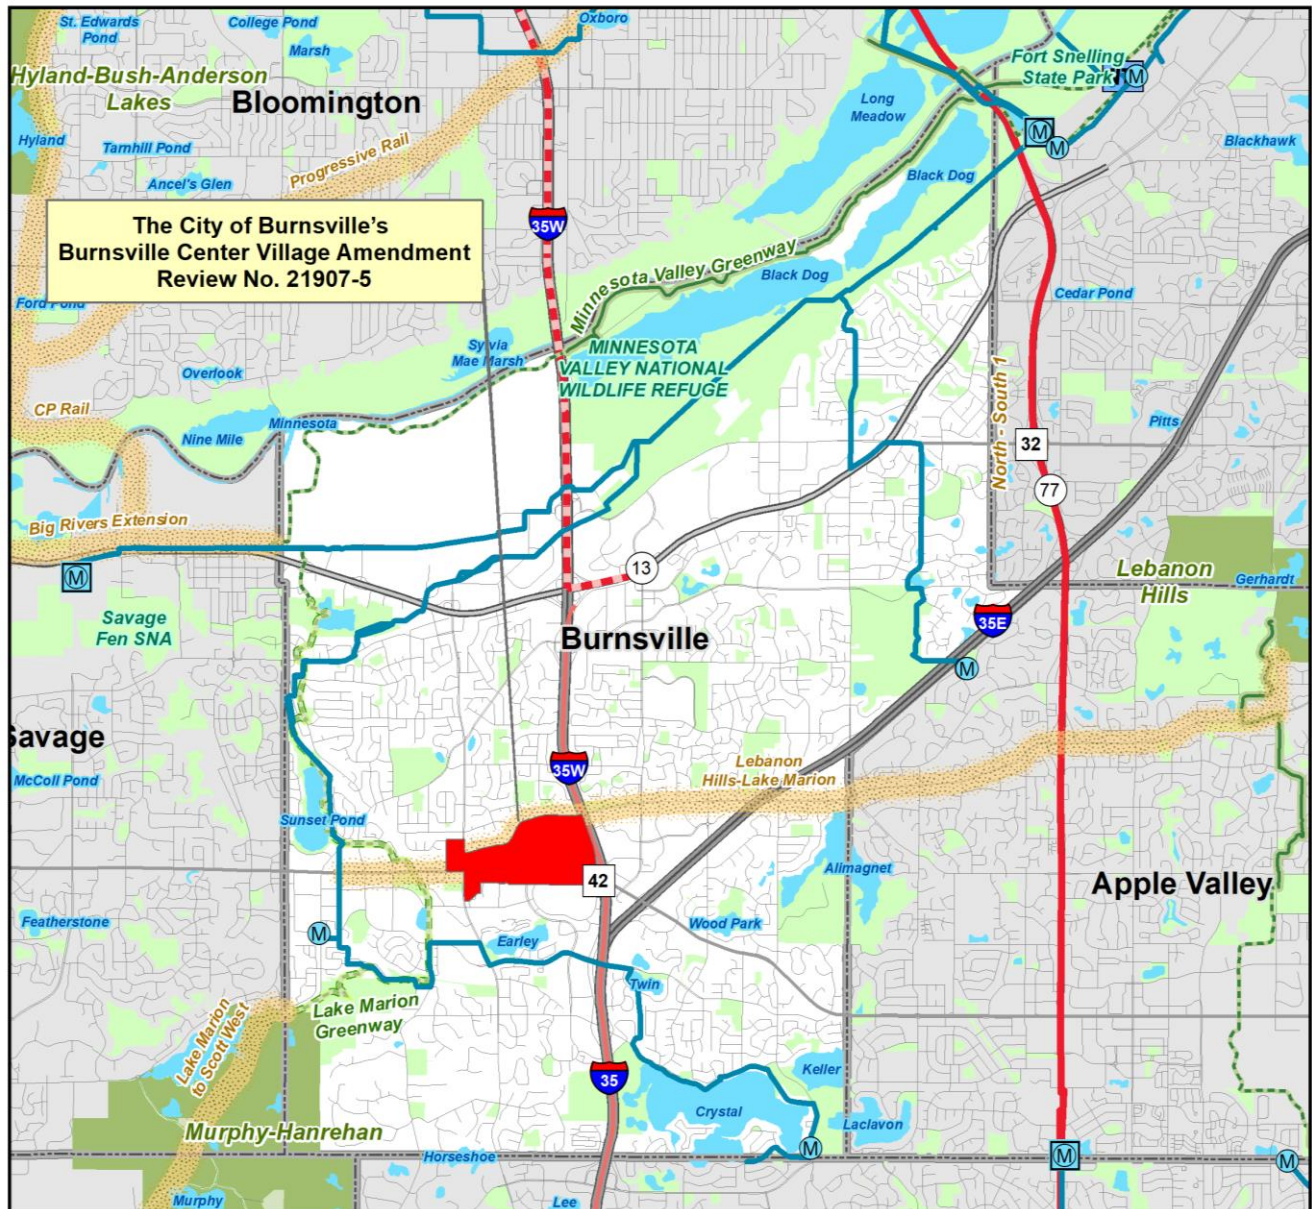 St. Edwards
Pond
College Pond
Marsh
Oxboro
Hyland-Bush-Anderson
Lakes
Bloomington
Fort Snelling
State Park
M
Long
Meadow
M
M
Hyland
Tarnhill Pond
Blackhawk
Progressive Rail
Ancel's Glen
Black Dog
The City of Burnsville's
Burnsville Center Village Amendment
Review No. 21907-5
35W
Minnesota Valley Greenway
Black Dog
Cedar Pond
Ford Pond
Sylvia
Mae Marsh
MINNESOTA
VALLEY NATIONAL
WILDLIFE REFUGE
Overlook
CP Rail
Minnesota
Nine Mile
North - South 1
32
Pitts
77
Big Rivers Extension
M
13
Lebanon
Hills
Gerhardt
Savage
Fen SNA
35E
Burnsville
M
Savage
McColl Pond
35W
Lebanon
Hills-Lake Marion
Sunset Pond
42
Alimagnet
Apple Valley
Featherstone
M
Earley
Wood Park
Twin
Lake Marion
to Scott West
Lake Marion
Greenway
35
Keller
Crystal
Laclavon
Murphy-Hanrehan
M
Horseshoe
M
M
Murphy
Lee